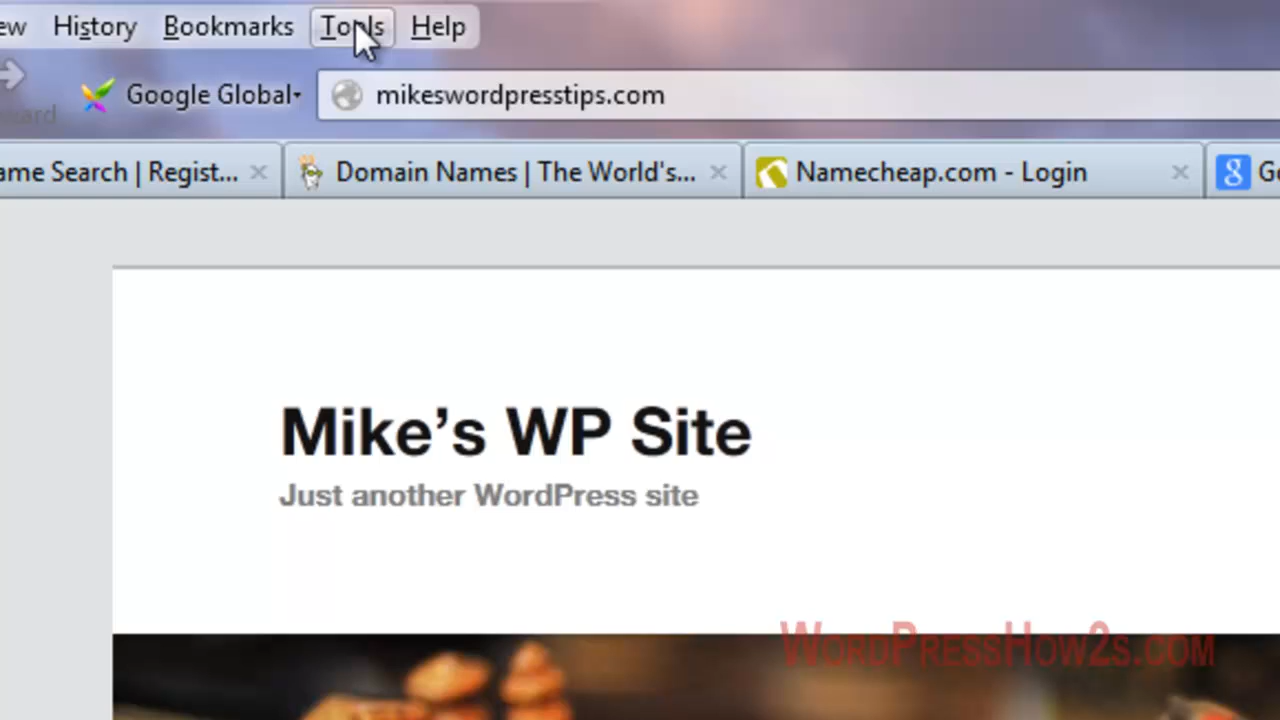 ew History Bookmarks Tools Help
Google Global mikeswordpresstips.com
ame Search | Regist... Domain Names | The World's... Namecheap.com - Login g G
Mike's WP Site
Just another WordPress site
WordPressHow2s.com